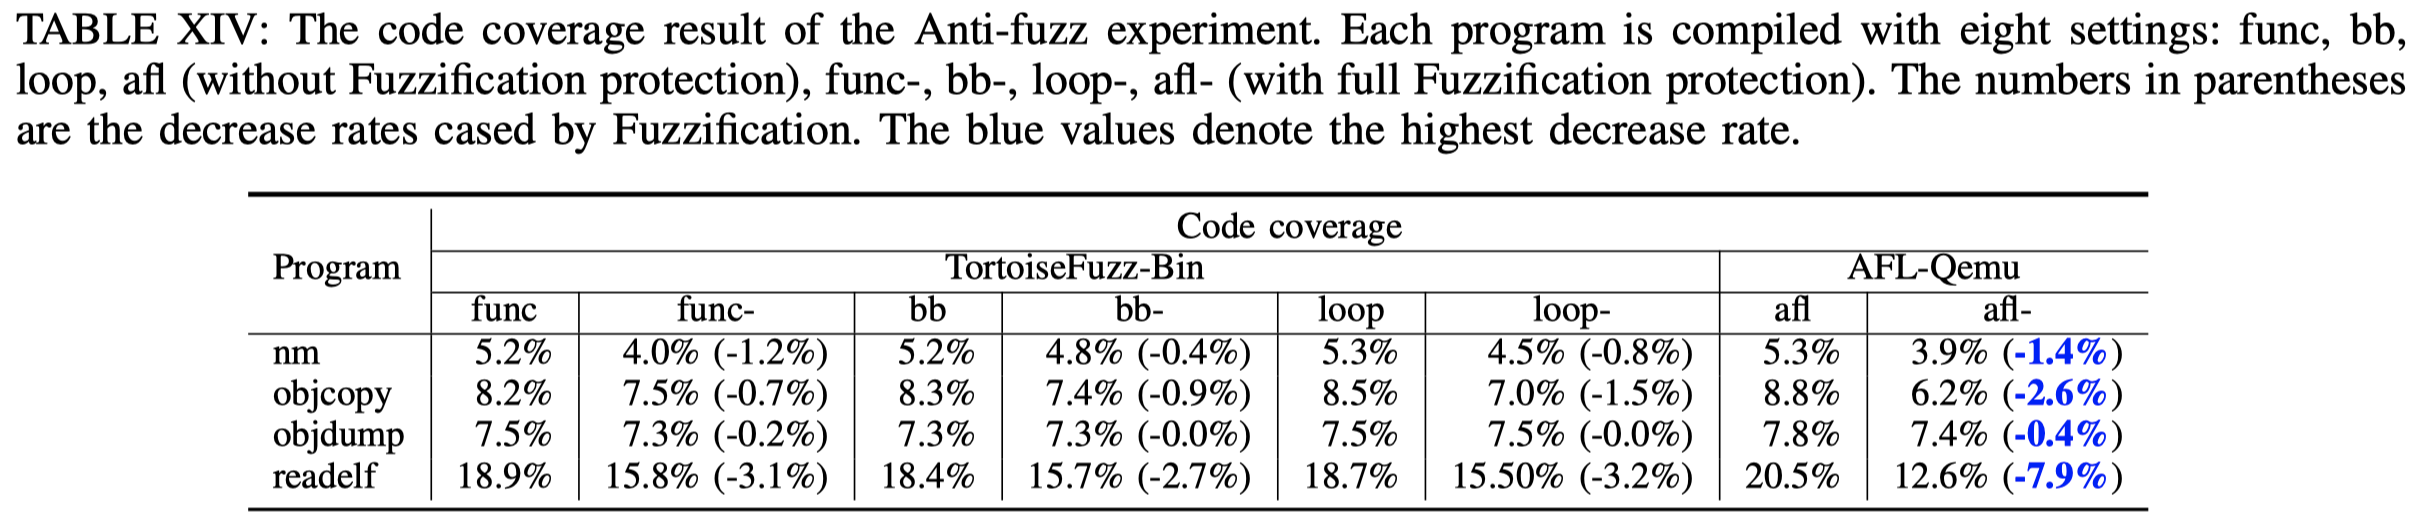 TABLE XIV: The code coverage result of the Anti-fuzz experiment. Each program is compiled with eight settings: func, bb,
loop, afl (without Fuzzification protection), func-, bb-, loop-, afl- (with full Fuzzification protection). The numbers in parentheses
are the decrease rates cased by Fuzzification. The blue values denote the highest decrease rate.
Code coverage
Program TortoiseFuzz-Bin AFL-Qemu
func func- bb bb- loop loop- afl afl-
nm 5.2% 4.0% (-1.2%) 5.2% 4.8% (-0.4%) 5.3% 4.5% (-0.8%) 5.3% 3.9% (-1.4%)
objcopy 8.2% 7.5% (-0.7%) 8.3% 7.4% (-0.9%) 8.5% 7.0% (-1.5%) 8.8% 6.2% (-2.6%)
objdump 7.5% 7.3% (-0.2%) 7.3% 7.3% (-0.0%) 7.5% 7.5% (-0.0%) 7.8% 7.4% (-0.4%)
readelf 18.9% 15.8% (-3.1%) 18.4% 15.7% (-2.7%) 18.7% 15.50% (-3.2%) 20.5% 12.6% (-7.9%)